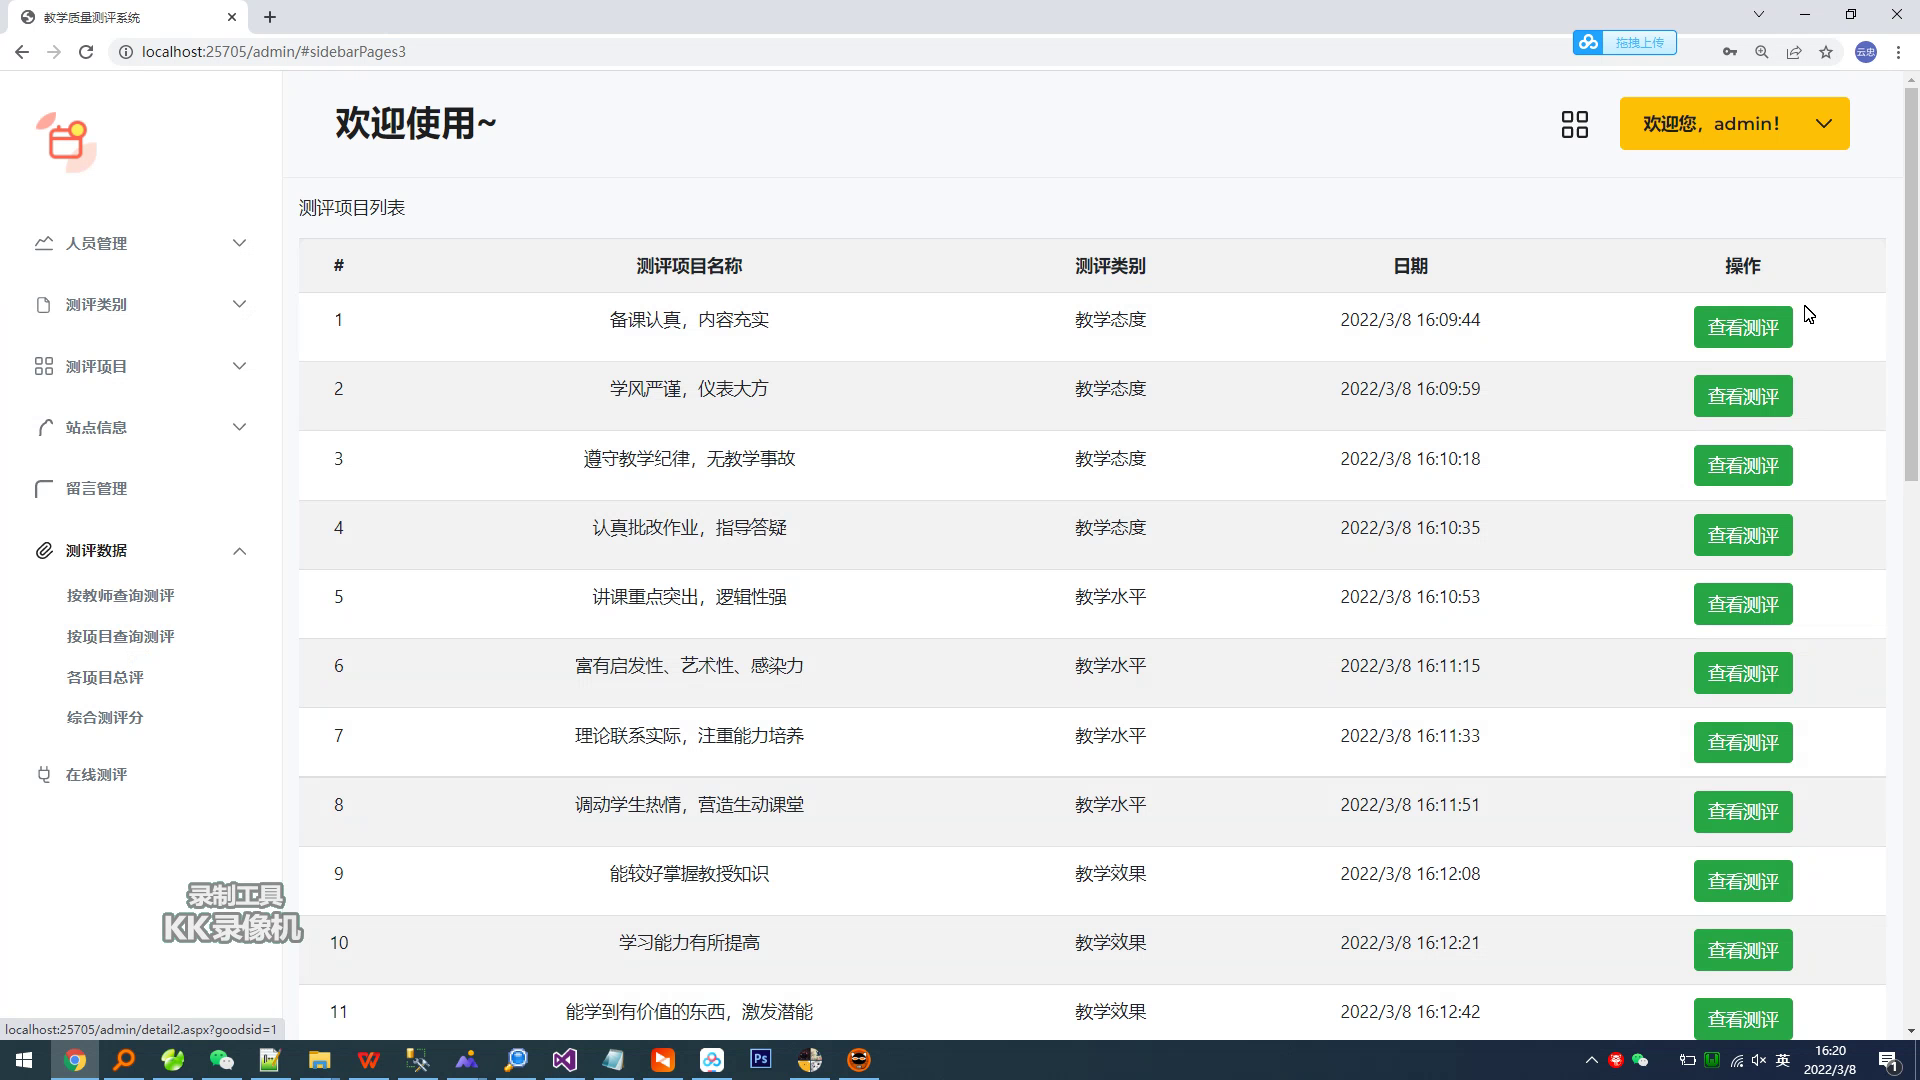 教学质量测评系统
localhost:25705/admin/#sidebarPages3
拖拽上传
云忠
欢迎使用~
欢迎您，admin！
人员管理
测评类别
测评项目
站点信息
留言管理
测评数据
按教师查询测评
按项目查询测评
各项目总评
综合测评分
在线测评
测评项目列表
# 测评项目名称 测评类别 日期 操作
1 备课认真，内容充实 教学态度 2022/3/8 16:09:44 查看测评
2 学风严谨，仪表大方 教学态度 2022/3/8 16:09:59 查看测评
3 遵守教学纪律，无教学事故 教学态度 2022/3/8 16:10:18 查看测评
4 认真批改作业，指导答疑 教学态度 2022/3/8 16:10:35 查看测评
5 讲课重点突出，逻辑性强 教学水平 2022/3/8 16:10:53 查看测评
6 富有启发性、艺术性、感染力 教学水平 2022/3/8 16:11:15 查看测评
7 理论联系实际，注重能力培养 教学水平 2022/3/8 16:11:33 查看测评
8 调动学生热情，营造生动课堂 教学水平 2022/3/8 16:11:51 查看测评
9 能较好掌握教授知识 教学效果 2022/3/8 16:12:08 查看测评
10 学习能力有所提高 教学效果 2022/3/8 16:12:21 查看测评
11 能学到有价值的东西，激发潜能 教学效果 2022/3/8 16:12:42 查看测评
录制工具
KK录像机
localhost:25705/admin/detail2.aspx?goodsid=1
Ps
英
16:20
2022/3/8
1